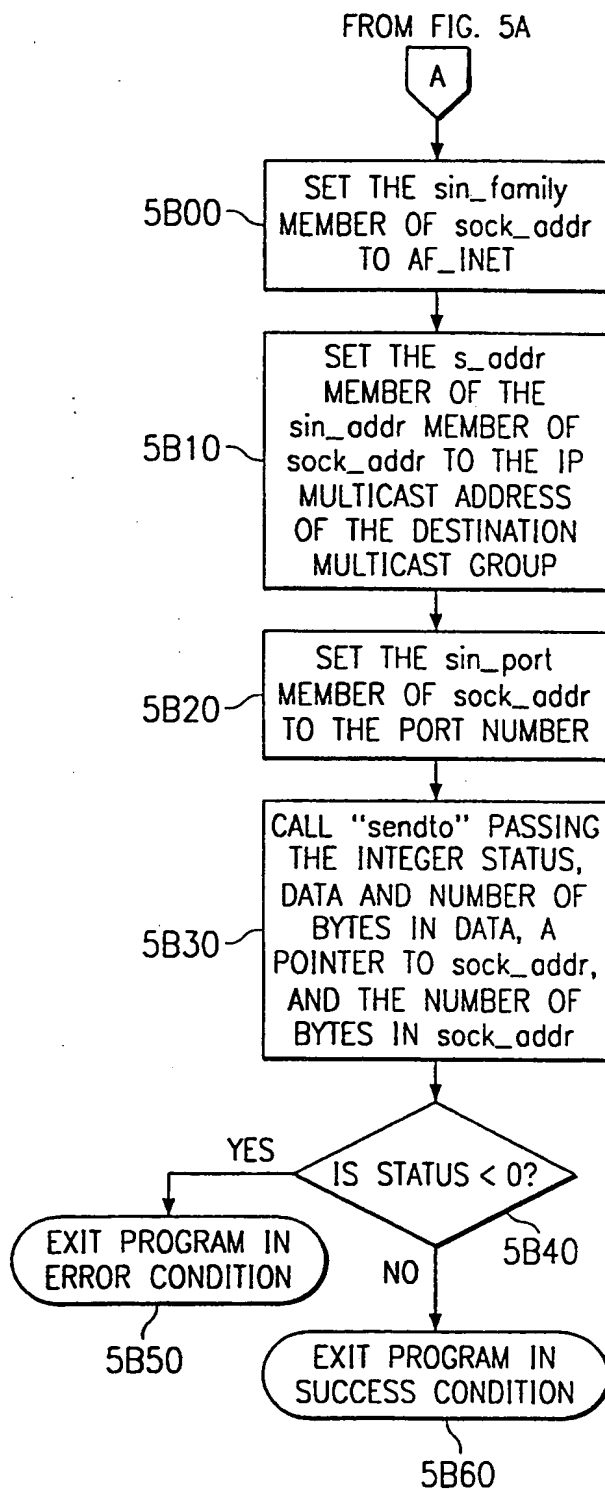 FROM FIG. 5A
A
5B00
SET THE sin_family
MEMBER OF sock_addr
TO AF_INET
5B10
SET THE s_addr
MEMBER OF THE
sin_addr MEMBER OF
sock_addr TO THE IP
MULTICAST ADDRESS
OF THE DESTINATION
MULTICAST GROUP
5B20
SET THE sin_port
MEMBER OF sock_addr
TO THE PORT NUMBER
5B30
CALL "sendto" PASSING
THE INTEGER STATUS,
DATA AND NUMBER OF
BYTES IN DATA, A
POINTER TO sock_addr,
AND THE NUMBER OF
BYTES IN sock_addr
YES
IS STATUS < 0?
5B40
EXIT PROGRAM IN
ERROR CONDITION
5B50
NO
EXIT PROGRAM IN
SUCCESS CONDITION
5B60